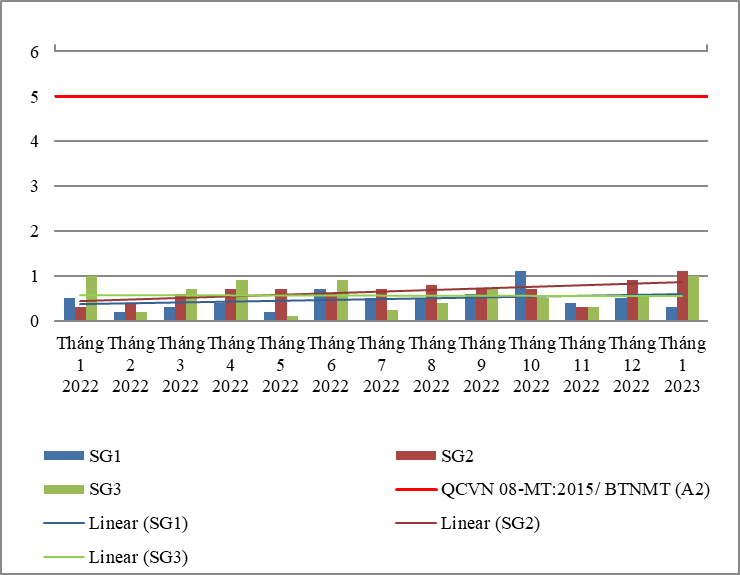 6
5
4
3
2
1
0
Tháng Tháng Tháng Tháng Tháng Tháng Tháng Tháng Tháng Tháng Tháng Tháng Tháng
1 2 3 4 5 6 7 8 9 10 11 12 1
2022 2022 2022 2022 2022 2022 2022 2022 2022 2022 2022 2022 2023
SG1 SG2
SG3 QCVN 08-MT:2015/ BTNMT (A2)
Linear (SG1) Linear (SG2)
Linear (SG3)